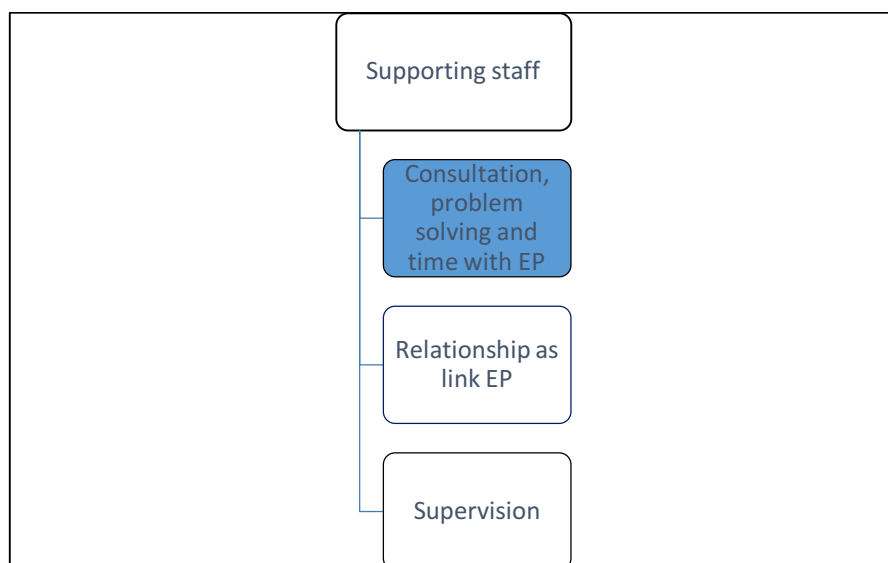 Supporting staff
Consultation,
problem
solving and
time with EP
Relationship as
link EP
Supervision